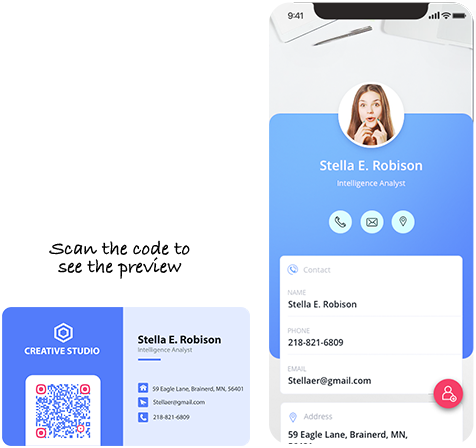 9:41
Stella E. Robison
Intelligence Analyst
Contact
NAME
Stella E. Robison
PHONE
218-821-6809
EMAIL
Stellaer@gmail.com
Address
59 Eagle Lane, Brainerd, MN,
56401
Scan the code to
see the preview
CREATIVE STUDIO
Stella E. Robison
Intelligence Analyst
59 Eagle Lane, Brainerd, MN, 56401
Stellaer@gmail.com
218-821-6809